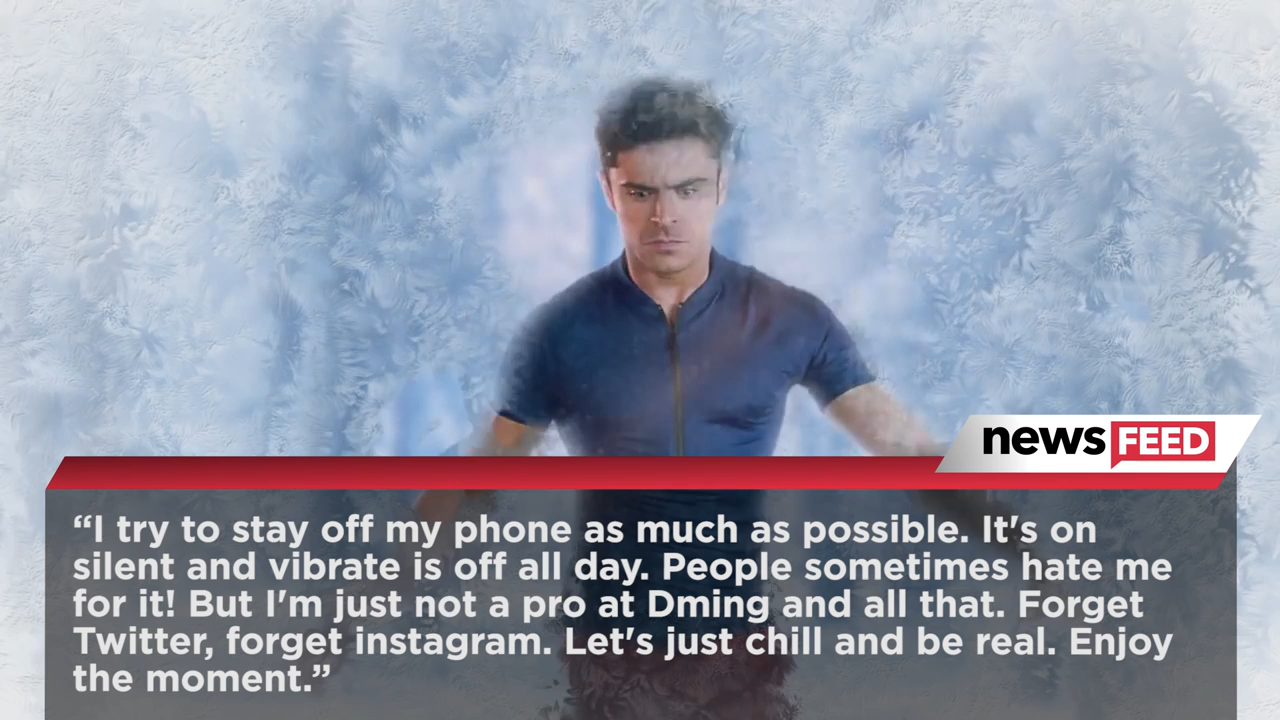 newsFEED
“I try to stay off my phone as much as possible. It's on
silent and vibrate is off all day. People sometimes hate me
for it! But I'm just not a pro at Dming and all that. Forget
Twitter, forget instagram. Let's just chill and be real. Enjoy
the moment.”